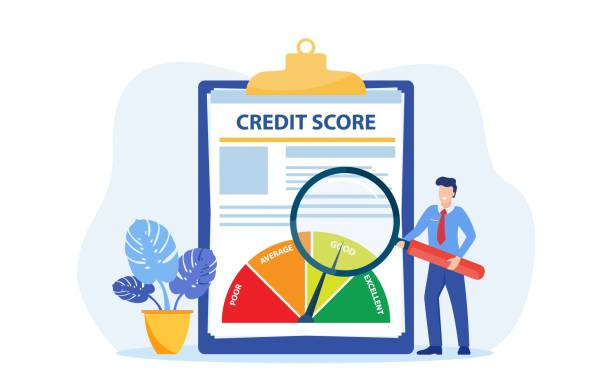 CREDIT SCORE
POOR
AVERAGE
GOOD
EXCELLENT